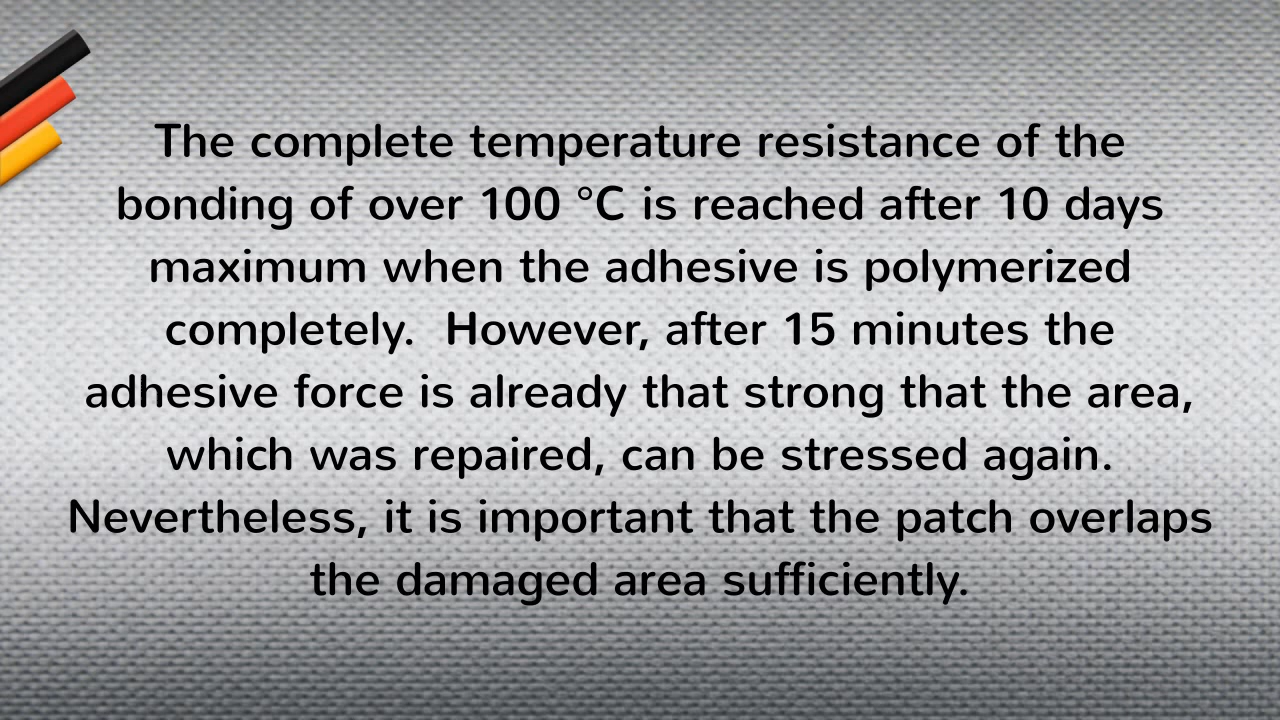 The complete temperature resistance of the
bonding of over 100 °C is reached after 10 days
maximum when the adhesive is polymerized
completely.  However, after 15 minutes the
adhesive force is already that strong that the area,
which was repaired, can be stressed again.
Nevertheless, it is important that the patch overlaps
the damaged area sufficiently.